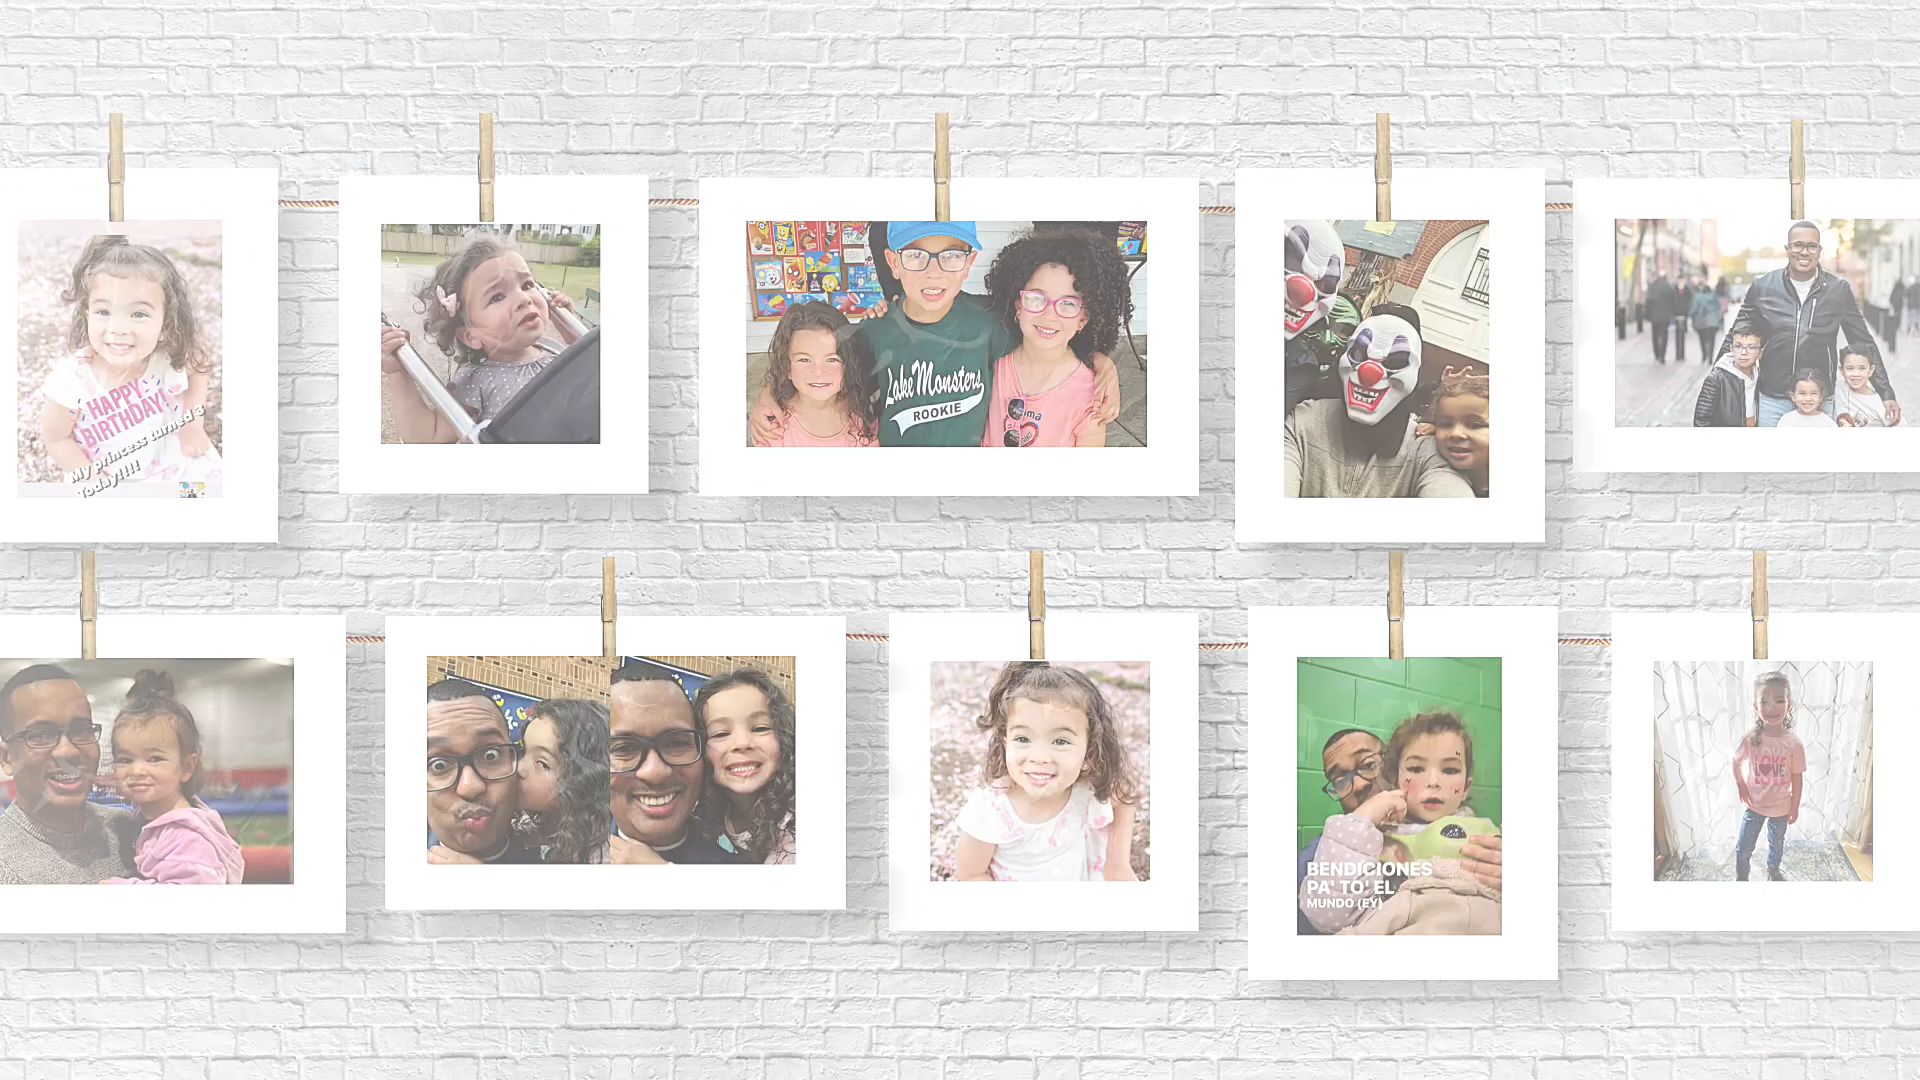 HAPPY
BIRTHDAY!
My princess turned 3
Today!!!!
Lake Monsters
ROOKIE
LOVE
BENDICIONES
PA' TO' EL
MUNDO (EY)